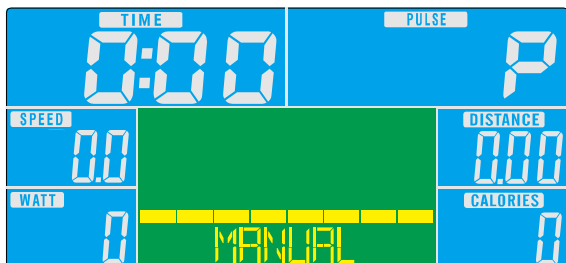 TIME
0:00
PULSE
P
SPEED
0.0
DISTANCE
0.00
WATT
0
CALORIES
0
MANUAL